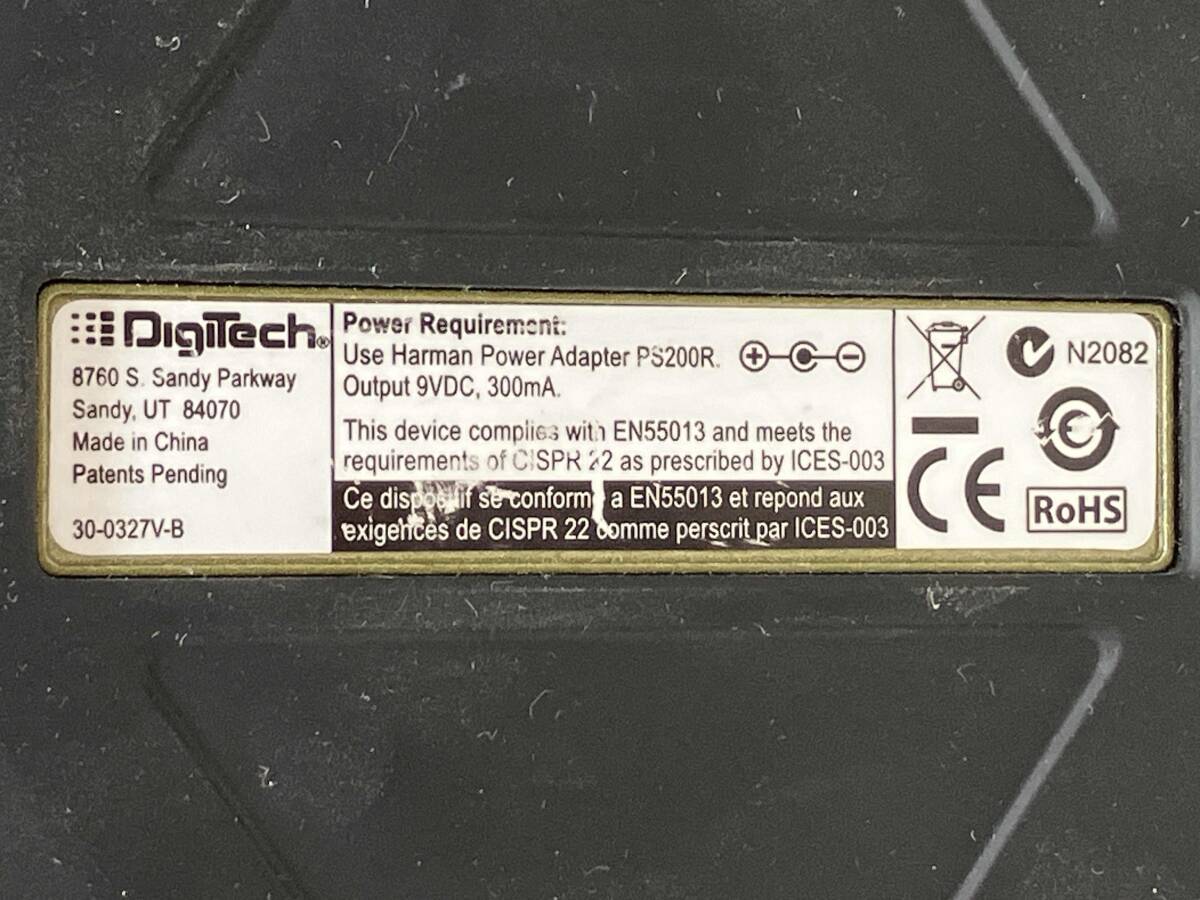 DigiTech®
8760 S. Sandy Parkway
Sandy, UT 84070
Made in China
Patents Pending
30-0327V-B
Power Requirement:
Use Harman Power Adapter PS200R.
Output 9VDC, 300mA.
This device complies with EN55013 and meets the
requirements of CISPR 22 as prescribed by ICES-003
Ce dispositif se conforme a EN55013 et repond aux
exigences de CISPR 22 comme perscrit par ICES-003
N2082
CE
RoHS